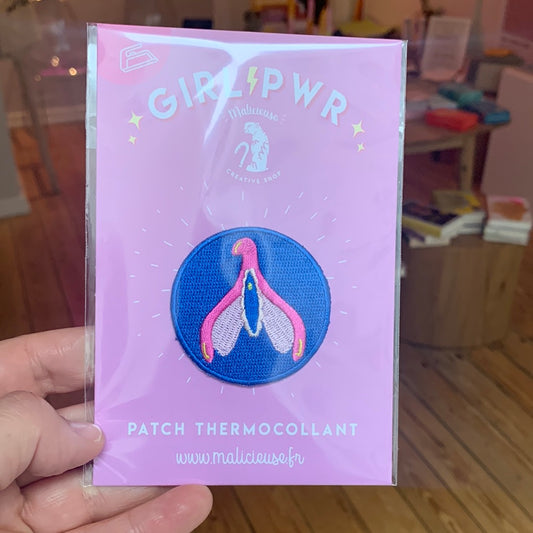 GIRL PWR
Malicieuse
CREATIVE SHOP
PATCH THERMOCOLLANT
www.malicieuse.fr